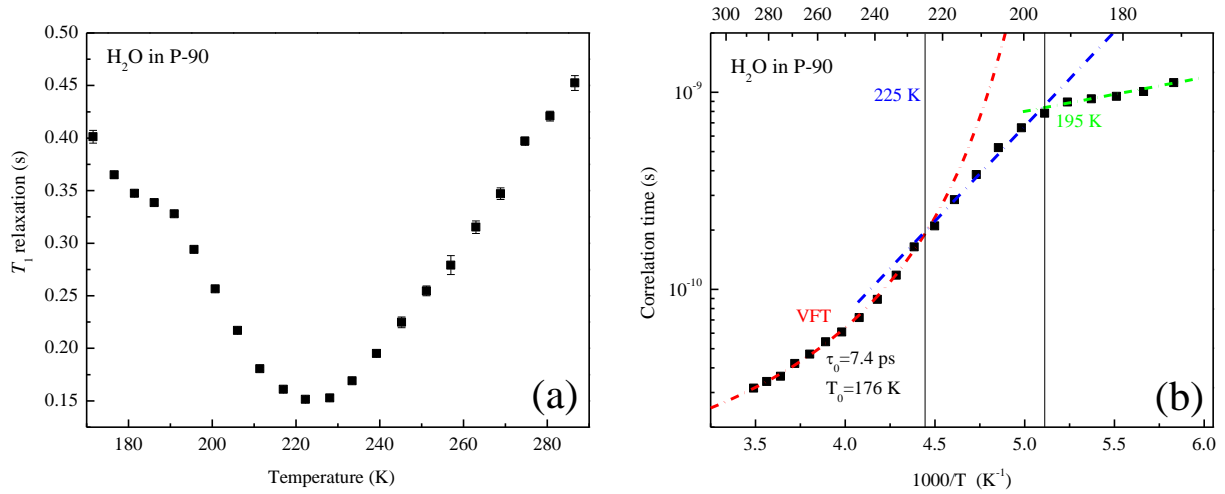 H₂O in P-90
0.50
0.45
0.40
0.35
0.30
0.25
0.20
0.15
T₁ relaxation (s)
180 200 220 240 260 280
Temperature (K)
(a)
300 280 260 240 220 200 180
H₂O in P-90
225 K
195 K
10⁻⁹
10⁻¹⁰
Correlation time (s)
VFT
τ₀=7.4 ps
T₀=176 K
3.5 4.0 4.5 5.0 5.5 6.0
1000/T (K⁻¹)
(b)